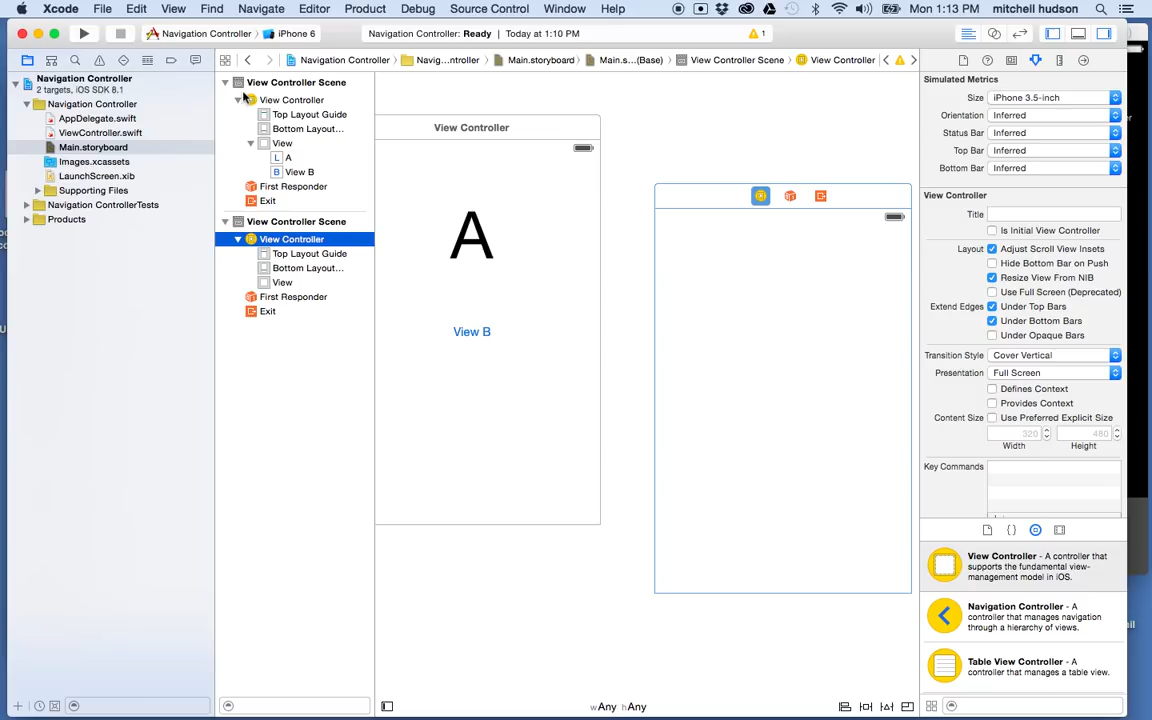 Xcode File Edit View Find Navigate Editor Product Debug Source Control Window Help Mon 1:13 PM mitchell hudson
Navigation Controller iPhone 6 Navigation Controller: Ready Today at 1:10 PM 1
Navigation Controller Navig...ntroller Main.storyboard Main.s...(Base) View Controller Scene View Controller
Navigation Controller
2 targets, iOS SDK 8.1
Navigation Controller
AppDelegate.swift
ViewController.swift
Main.storyboard
Images.xcassets
LaunchScreen.xib
Supporting Files
Navigation ControllerTests
Products
View Controller Scene
View Controller
Top Layout Guide
Bottom Layout...
View
L A
B View B
First Responder
Exit
View Controller Scene
View Controller
Top Layout Guide
Bottom Layout...
View
First Responder
Exit
View Controller
A
View B
wAny hAny
Simulated Metrics
Size iPhone 3.5-inch
Orientation Inferred
Status Bar Inferred
Top Bar Inferred
Bottom Bar Inferred
View Controller
Title
Is Initial View Controller
Layout Adjust Scroll View Insets
Hide Bottom Bar on Push
Resize View From NIB
Use Full Screen (Deprecated)
Extend Edges Under Top Bars
Under Bottom Bars
Under Opaque Bars
Transition Style Cover Vertical
Presentation Full Screen
Defines Context
Provides Context
Content Size Use Preferred Explicit Size
320 480
Width Height
Key Commands
View Controller - A
controller that
supports the fundamental view-
management model in iOS.
Navigation Controller - A
controller that manages navigation
through a hierarchy of views.
Table View Controller - A
controller that manages a table view.